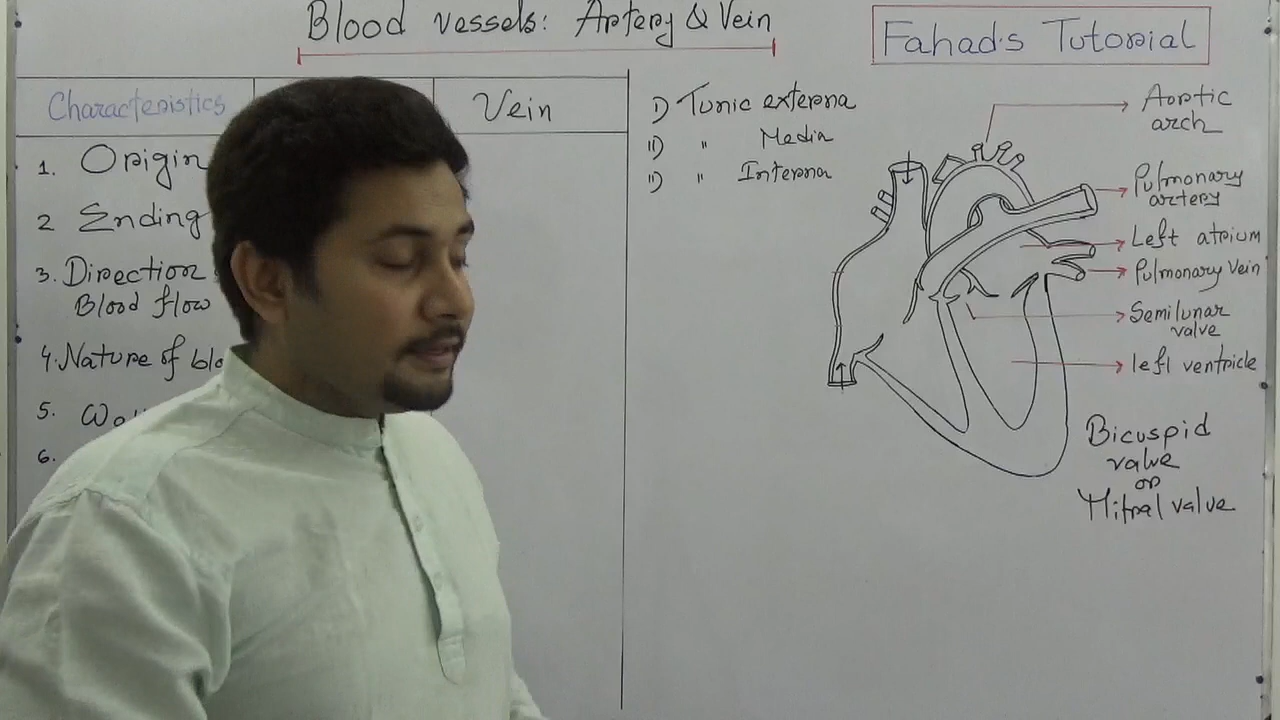 Blood vessels: Artery & Vein
Fahad's Tutorial
Characteristics
Vein
1. Origin
2 Ending
3. Direction
Blood flow
4. Nature of
5.
6.
i) Tunic externa
ii) " Media
ii) " Interna
Aortic
arch
Pulmonary
artery
Left atrium
Pulmonary Vein
Semilunar
valve
left ventricle
Bicuspid
valve
or
Mitral valve